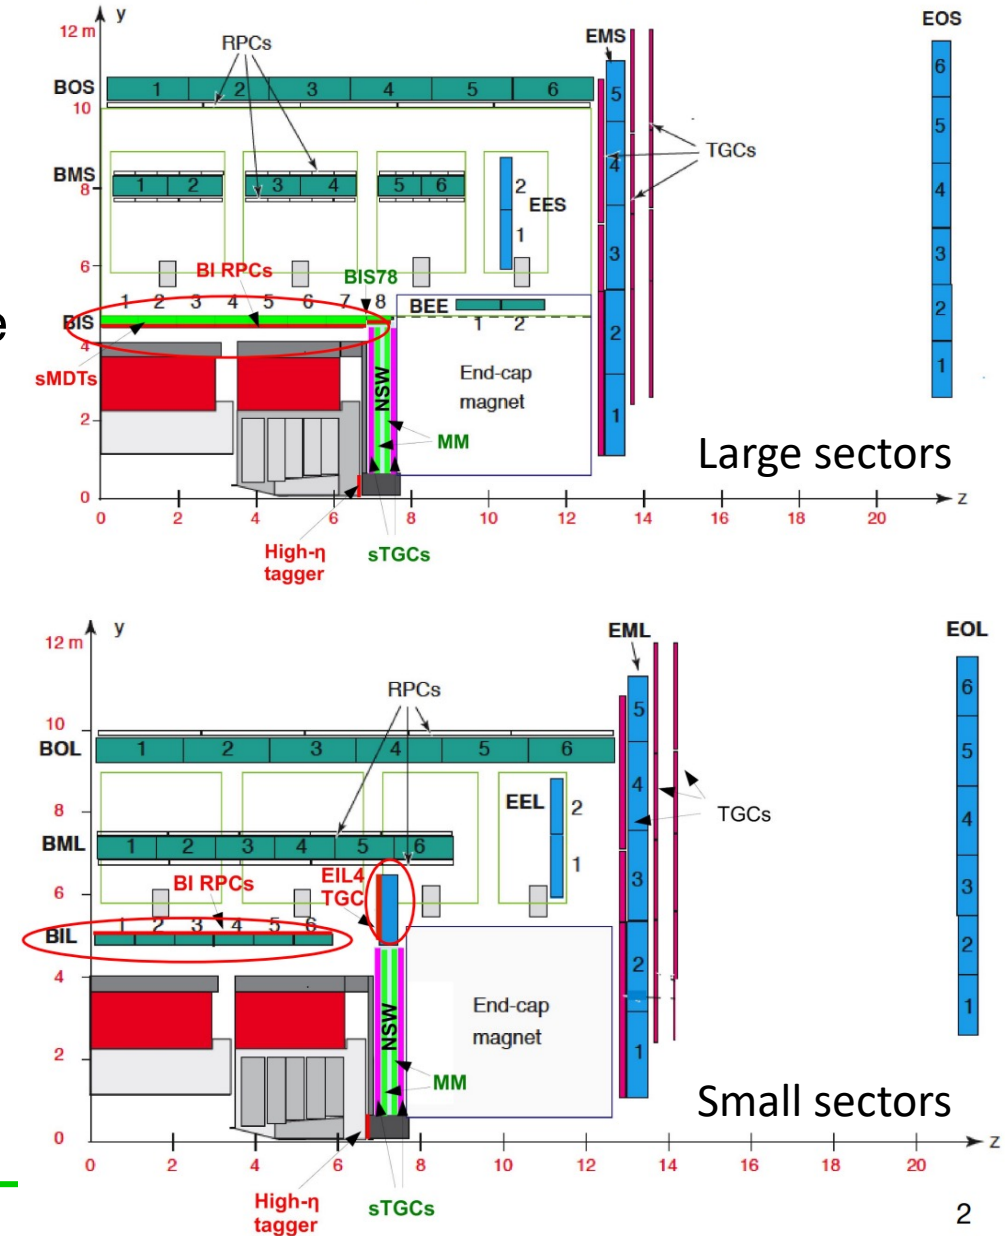 y
12 m
RPCs
EMS
EOS
BOS
1 2 3 4 5 6
10
5
6
5
TGCs
BMS
8
1 2 3 4 5 6
2
EES
1
4
4
3
3
6
BI RPCs
BIS78
1 2 3 4 5 6 7 8
BEE
1 2
2
2
e
BIS
4
sMDTs
1
End-cap
magnet
NSW
MM
2
1
Large sectors
0
0 2 4 6 8 10 12 14 16 18 20
z
High-η
tagger
sTGCs
y
12 m
EML
EOL
RPCs
10
BOL
1 2 3 4 5 6
5
6
5
8
EEL
2
1
4
TGCs
4
BML
1 2 3 4 5 6
6
BI RPCs
EIL4
TGC
3
3
BIL
1 2 3 4 5 6
2
2
4
End-cap
magnet
NSW
MM
1
1
2
Small sectors
0
0 2 4 6 8 10 12 14 16 18 20
z
High-η
tagger
sTGCs
2